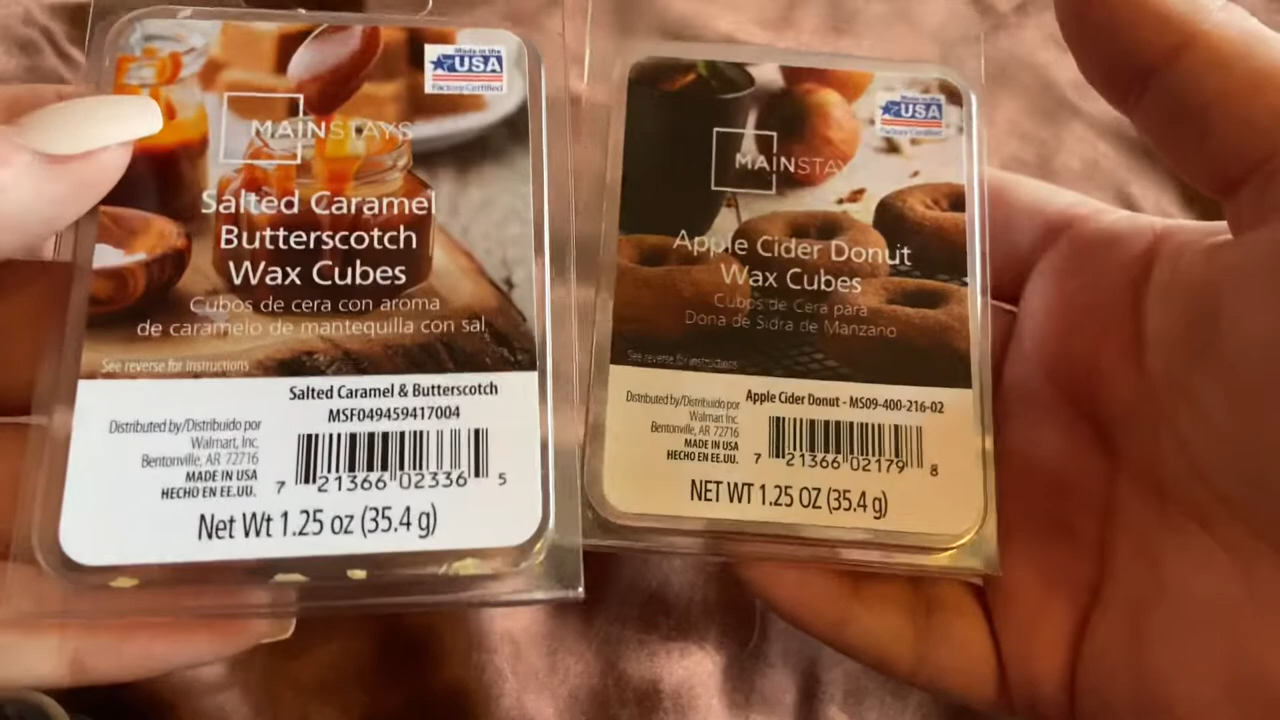 Made in the
USA
Factory Certified
MAINSTAYS
Salted Caramel
Butterscotch
Wax Cubes
Cubos de cera con aroma
de caramelo de mantequilla con sal
See reverse for instructions
Salted Caramel & Butterscotch
MSF049459417004
Distributed by/Distribuido por
Walmart, Inc.
Bentonville, AR 72716
MADE IN USA
HECHO EN EE.UU.
7 21366 02336 5
Net Wt 1.25 oz (35.4 g)
Made in the
USA
Factory Certified
MAINSTAY
Apple Cider Donut
Wax Cubes
Cubos de Cera para
Dona de Sidra de Manzano
See reverse for instructions
Apple Cider Donut - MS09-400-216-02
Distributed by/Distribuido por
Walmart Inc.
Bentonville, AR 72716
MADE IN USA
HECHO EN EE.UU.
7 21366 02179 8
NET WT 1.25 OZ (35.4 g)